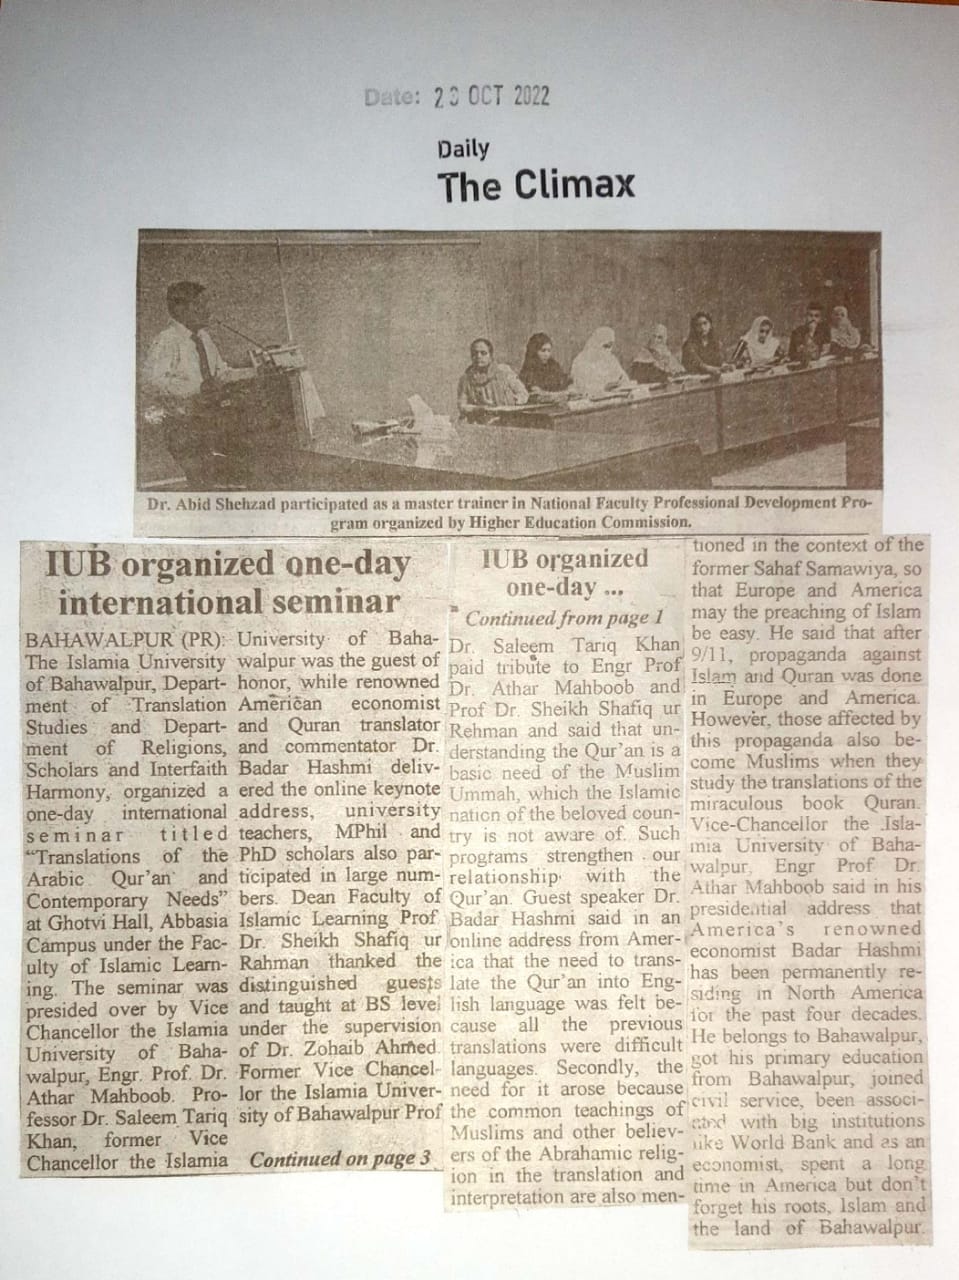 Date: 23 OCT 2022
Daily
The Climax
Dr. Abid Shehzad participated as a master trainer in National Faculty Professional Development Pro-
gram organized by Higher Education Commission.
IUB organized one-day
international seminar
BAHAWALPUR (PR):
The Islamia University
of Bahawalpur, Depart-
ment of Translation
Studies and Depart-
ment of Religions,
Scholars and Interfaith
Harmony, organized a
one-day international
seminar titled
“Translations of the
Arabic Qur’an and
Contemporary Needs”
at Ghotvi Hall, Abbasia
Campus under the Fac-
ulty of Islamic Learn-
ing. The seminar was
presided over by Vice
Chancellor the Islamia
University of Baha-
walpur, Engr. Prof. Dr.
Athar Mahboob. Pro-
fessor Dr. Saleem Tariq
Khan, former Vice
Chancellor the Islamia
University of Baha-
walpur was the guest of
honor, while renowned
American economist
and Quran translator
and commentator Dr.
Badar Hashmi deliv-
ered the online keynote
address, university
teachers, MPhil and
PhD scholars also par-
ticipated in large num-
bers. Dean Faculty of
Islamic Learning Prof.
Dr. Sheikh Shafiq ur
Rahman thanked the
distinguished guests
and taught at BS level
under the supervision
of Dr. Zohaib Ahmed.
Former Vice Chancel-
lor the Islamia Univer-
sity of Bahawalpur Prof
Continued on page 3
IUB organized
one-day ...
Continued from page 1
Dr. Saleem Tariq Khan
paid tribute to Engr Prof
Dr. Athar Mahboob and
Prof Dr. Sheikh Shafiq ur
Rehman and said that un-
derstanding the Qur’an is a
basic need of the Muslim
Ummah, which the Islamic
nation of the beloved coun-
try is not aware of. Such
programs strengthen our
relationship with the
Qur’an. Guest speaker Dr.
Badar Hashmi said in an
online address from Amer-
ica that the need to trans-
late the Qur’an into Eng-
lish language was felt be-
cause all the previous
translations were difficult
languages. Secondly, the
need for it arose because
the common teachings of
Muslims and other believ-
ers of the Abrahamic relig-
ion in the translation and
interpretation are also men-
tioned in the context of the
former Sahaf Samawiya, so
that Europe and America
may the preaching of Islam
be easy. He said that after
9/11, propaganda against
Islam and Quran was done
in Europe and America.
However, those affected by
this propaganda also be-
come Muslims when they
study the translations of the
miraculous book Quran.
Vice-Chancellor the Isla-
mia University of Baha-
walpur, Engr Prof Dr.
Athar Mahboob said in his
presidential address that
America’s renowned
economist Badar Hashmi
has been permanently re-
siding in North America
for the past four decades.
He belongs to Bahawalpur,
got his primary education
from Bahawalpur, joined
civil service, been associ-
ated with big institutions
like World Bank and as an
economist, spent a long
time in America but don’t
forget his roots, Islam and
the land of Bahawalpur.